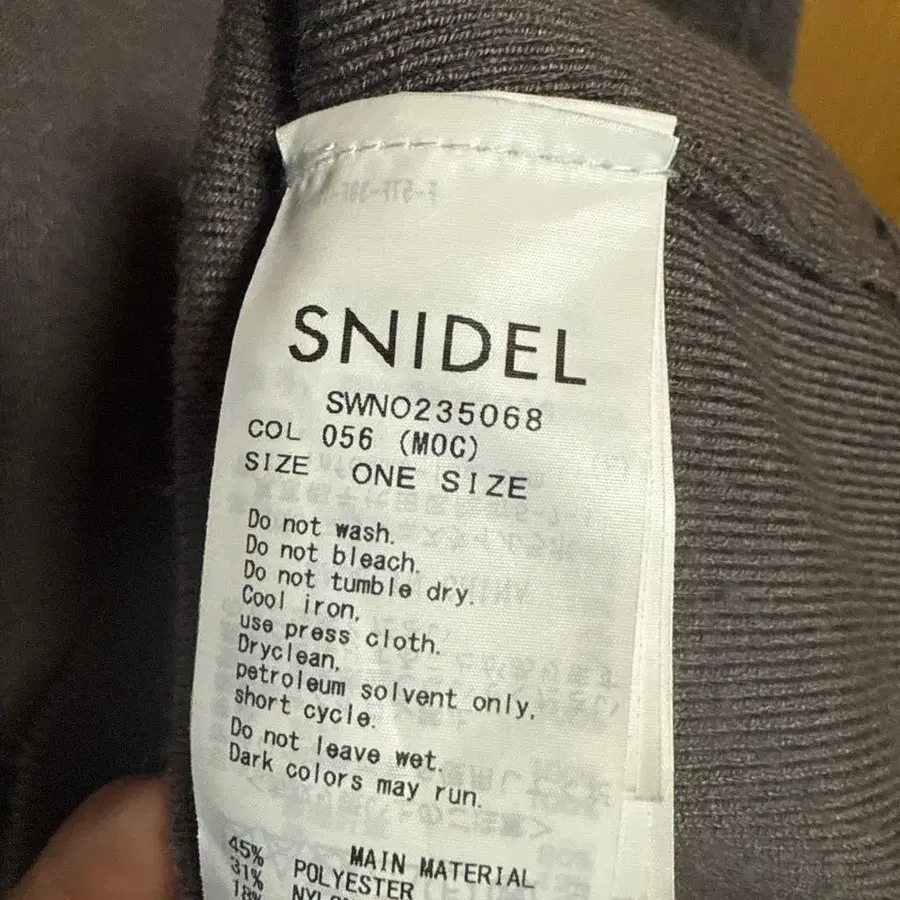 SNIDEL
SWNO235068
COL 056 (MOC)
SIZE ONE SIZE
Do not wash.
Do not bleach.
Do not tumble dry.
Cool iron,
use press cloth.
Dryclean,
petroleum solvent only,
short cycle.
Do not leave wet.
Dark colors may run.
MAIN MATERIAL
45% POLYESTER
31%
18%